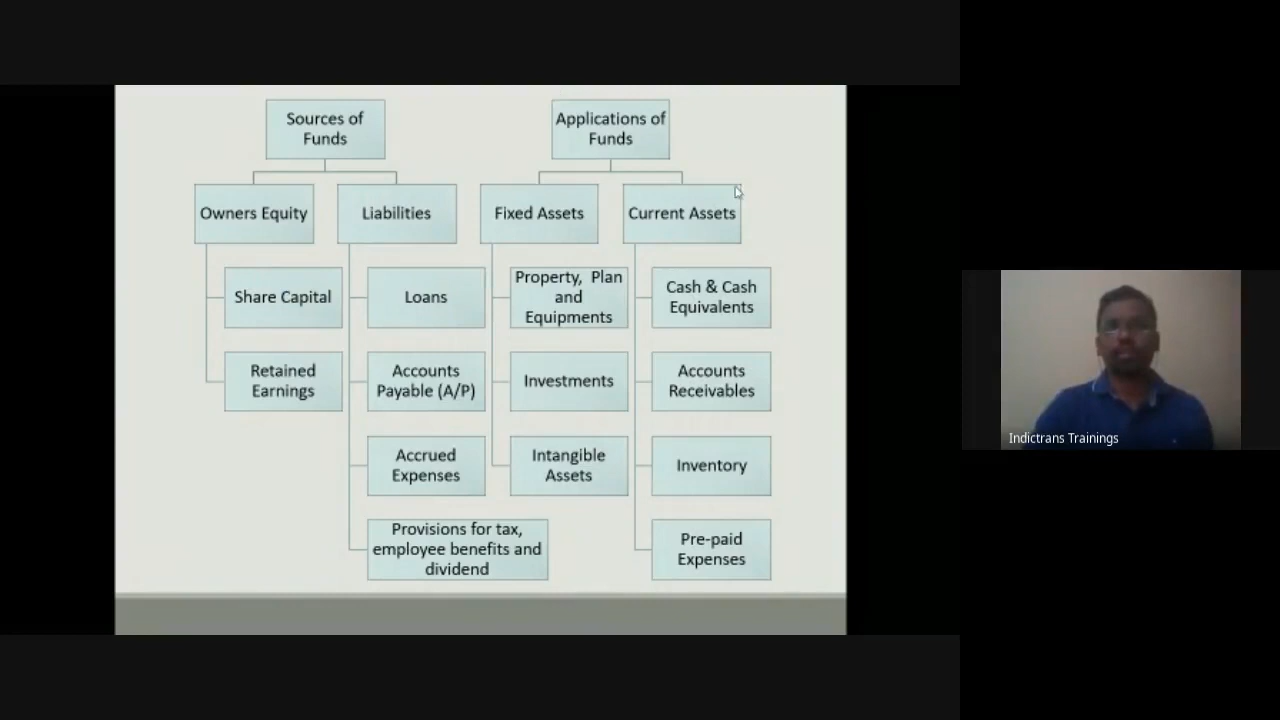 Sources of
Funds
Applications of
Funds
Owners Equity
Liabilities
Fixed Assets
Current Assets
Share Capital
Loans
Property,  Plan
and
Equipments
Cash & Cash
Equivalents
Retained
Earnings
Accounts
Payable (A/P)
Investments
Accounts
Receivables
Accrued
Expenses
Intangible
Assets
Inventory
Provisions for tax,
employee benefits and
dividend
Pre-paid
Expenses
Indictrans Trainings